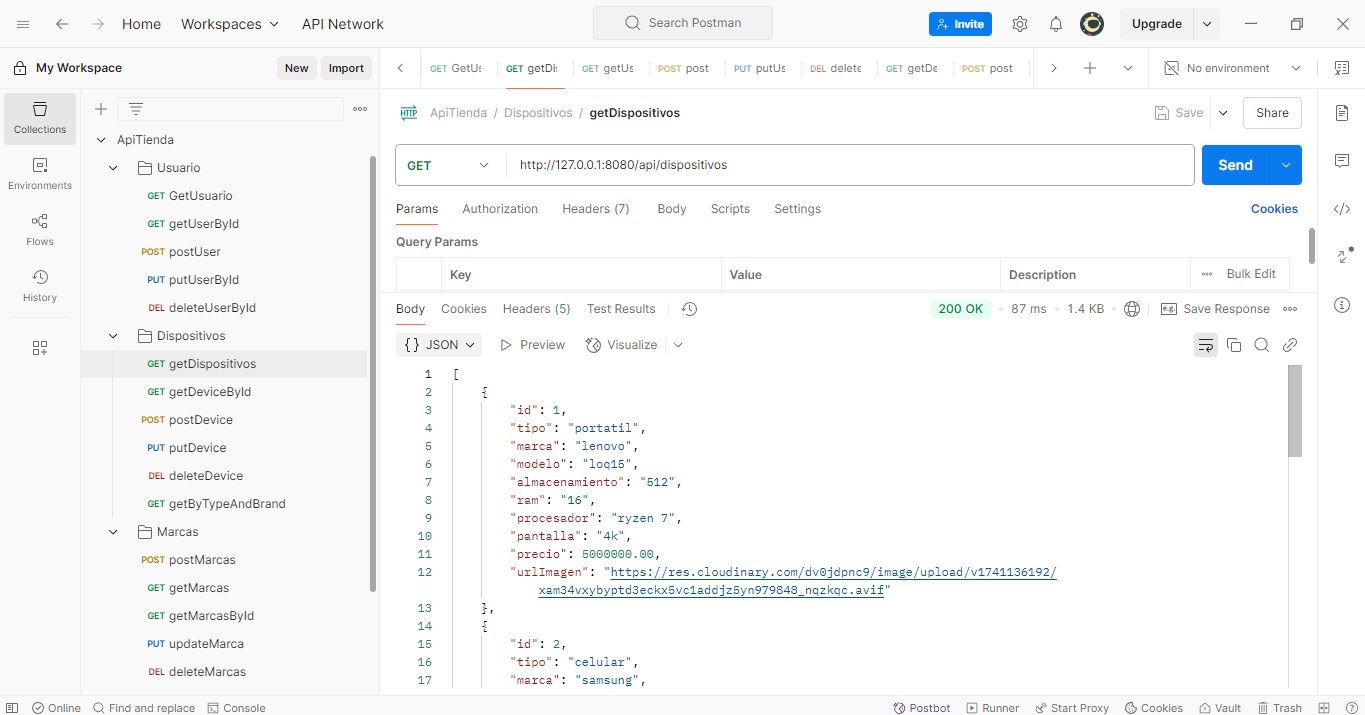 Home Workspaces API Network Search Postman Invite Upgrade
My Workspace New Import
GET GetUs GET getDis GET getUs POST post PUT putUs DEL delete GET getDe POST post No environment
Collections
Environments
Flows
History
ApiTienda
Usuario
GET GetUsuario
GET getUserById
POST postUser
PUT putUserById
DEL deleteUserById
Dispositivos
GET getDispositivos
GET getDeviceById
POST postDevice
PUT putDevice
DEL deleteDevice
GET getByTypeAndBrand
Marcas
POST postMarcas
GET getMarcas
GET getMarcasById
PUT updateMarca
DEL deleteMarcas
HTTP ApiTienda / Dispositivos / getDispositivos Save Share
GET http://127.0.0.1:8080/api/dispositivos Send
Params Authorization Headers (7) Body Scripts Settings Cookies
Query Params
Key Value Description Bulk Edit
Body Cookies Headers (5) Test Results 200 OK 87 ms 1.4 KB e.g. Save Response
{} JSON Preview Visualize
1 [
2 {
3 "id": 1,
4 "tipo": "portatil",
5 "marca": "lenovo",
6 "modelo": "loq15",
7 "almacenamiento": "512",
8 "ram": "16",
9 "procesador": "ryzen 7",
10 "pantalla": "4k",
11 "precio": 5000000.00,
12 "urlImagen": "https://res.cloudinary.com/dv0jdpnc9/image/upload/v1741136192/
xam34vxybyptd3eckx5vc1addjz5yn979848_nqzkqc.avif"
13 },
14 {
15 "id": 2,
16 "tipo": "celular",
17 "marca": "samsung",
Online Find and replace Console Postbot Runner Start Proxy Cookies Vault Trash